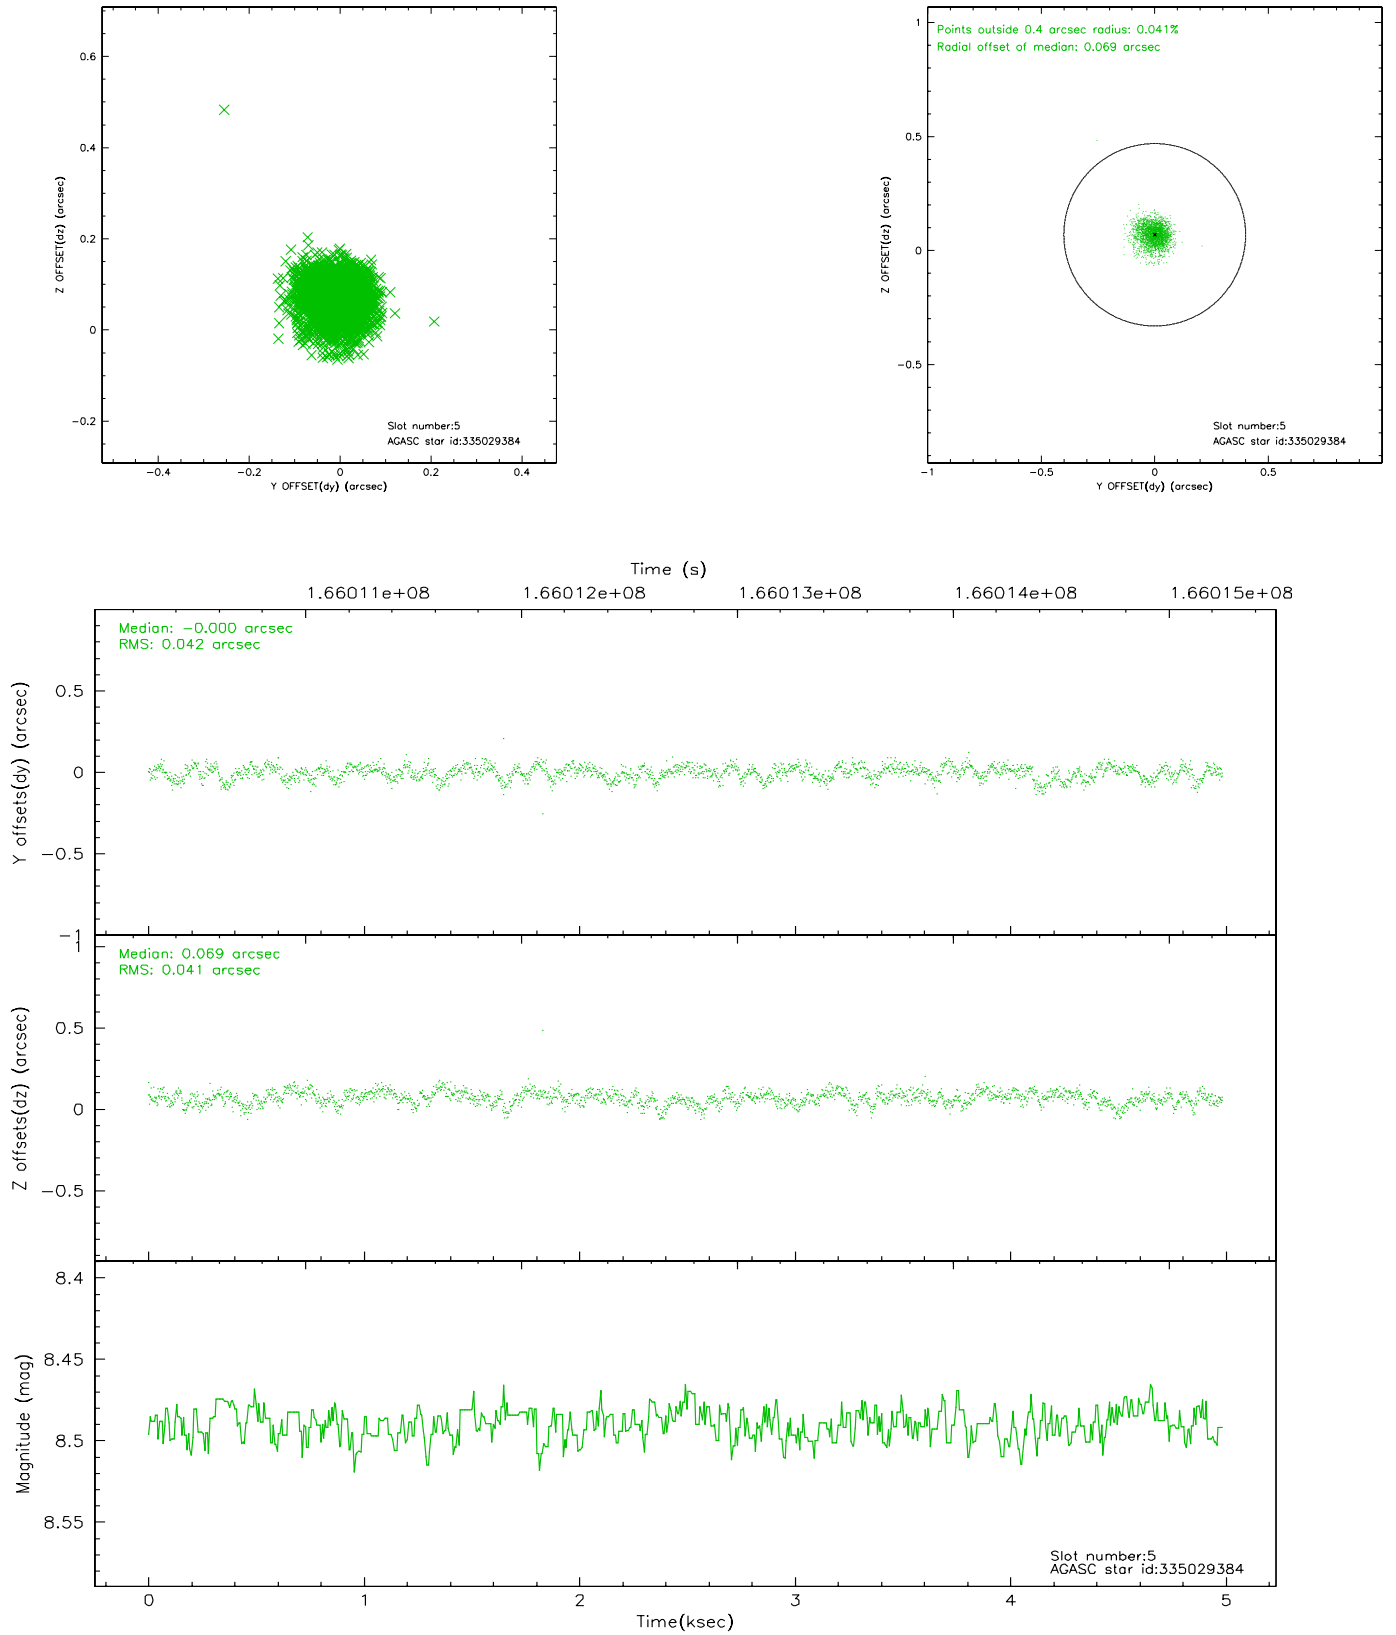 0.6
0.4
0.2
0
−0.2
Z OFFSET(dz) (arcsec)
Slot number:5
AGASC star id:335029384
−0.4
−0.2
0
0.2
0.4
Y OFFSET(dy) (arcsec)
Points outside 0.4 arcsec radius: 0.041%
Radial offset of median: 0.069 arcsec
1
0.5
0
−0.5
Z OFFSET(dz) (arcsec)
Slot number:5
AGASC star id:335029384
−1
−0.5
0
0.5
Y OFFSET(dy) (arcsec)
Time (s)
1.66011e+08
1.66012e+08
1.66013e+08
1.66014e+08
1.66015e+08
Median: −0.000 arcsec
RMS: 0.042 arcsec
0.5
0
−0.5
−1
Y offsets(dy) (arcsec)
Median: 0.069 arcsec
RMS: 0.041 arcsec
1
0.5
0
−0.5
Z offsets(dz) (arcsec)
8.4
8.45
8.5
8.55
Magnitude (mag)
Slot number:5
AGASC star id:335029384
0
1
2
3
4
5
Time(ksec)